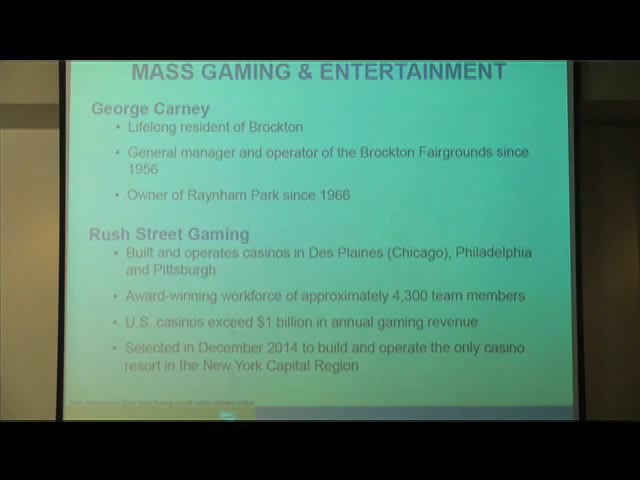 MASS GAMING & ENTERTAINMENT
George Carney
• Lifelong resident of Brockton
• General manager and operator of the Brockton Fairgrounds since
1956
• Owner of Raynham Park since 1966
Rush Street Gaming
• Built and operates casinos in Des Plaines (Chicago), Philadelphia
and Pittsburgh
• Award-winning workforce of approximately 4,300 team members
• U.S. casinos exceed $1 billion in annual gaming revenue
• Selected in December 2014 to build and operate the only casino
resort in the New York Capital Region